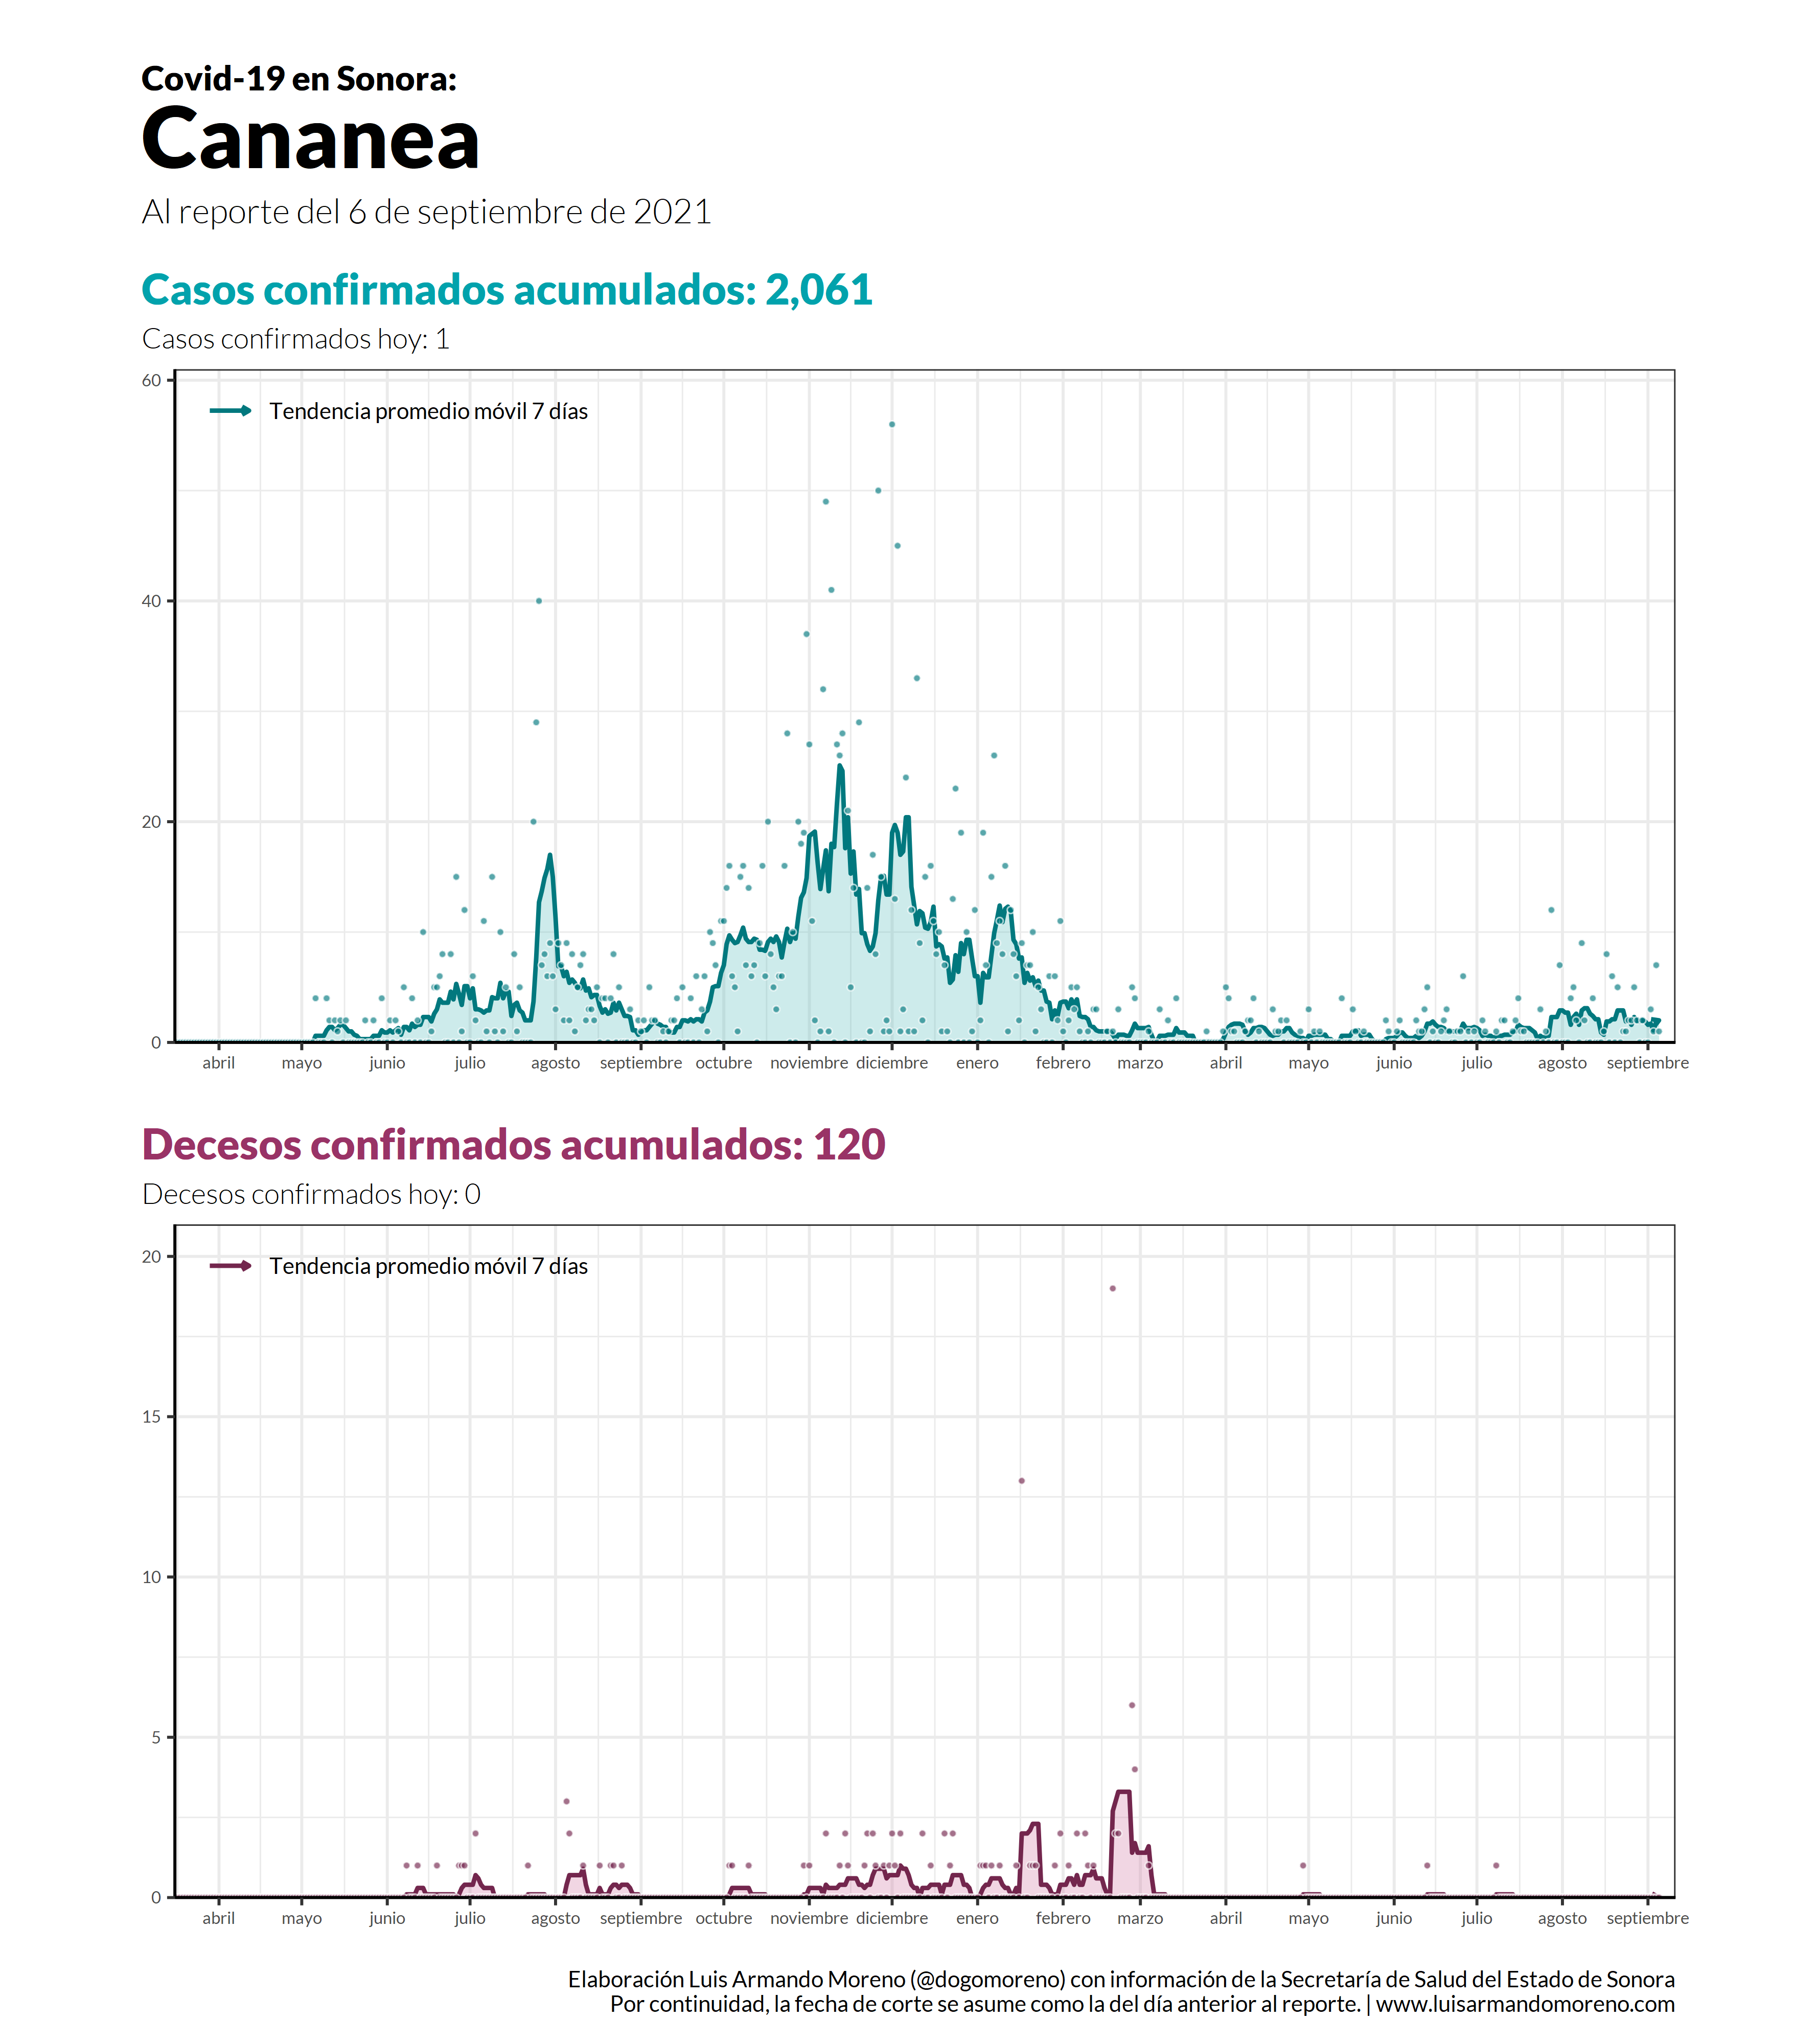 Covid-19 en Sonora:
Cananea
Al reporte del 6 de septiembre de 2021
Casos confirmados acumulados: 2,061
Casos confirmados hoy: 1
60
Tendencia promedio móvil 7 días
40
20
0
abril mayo junio julio agosto septiembre octubre noviembre diciembre enero febrero marzo abril mayo junio julio agosto septiembre
Decesos confirmados acumulados: 120
Decesos confirmados hoy: 0
20
Tendencia promedio móvil 7 días
15
10
5
0
abril mayo junio julio agosto septiembre octubre noviembre diciembre enero febrero marzo abril mayo junio julio agosto septiembre
Elaboración Luis Armando Moreno (@dogomoreno) con información de la Secretaría de Salud del Estado de Sonora
Por continuidad, la fecha de corte se asume como la del día anterior al reporte. | www.luisarmandomoreno.com